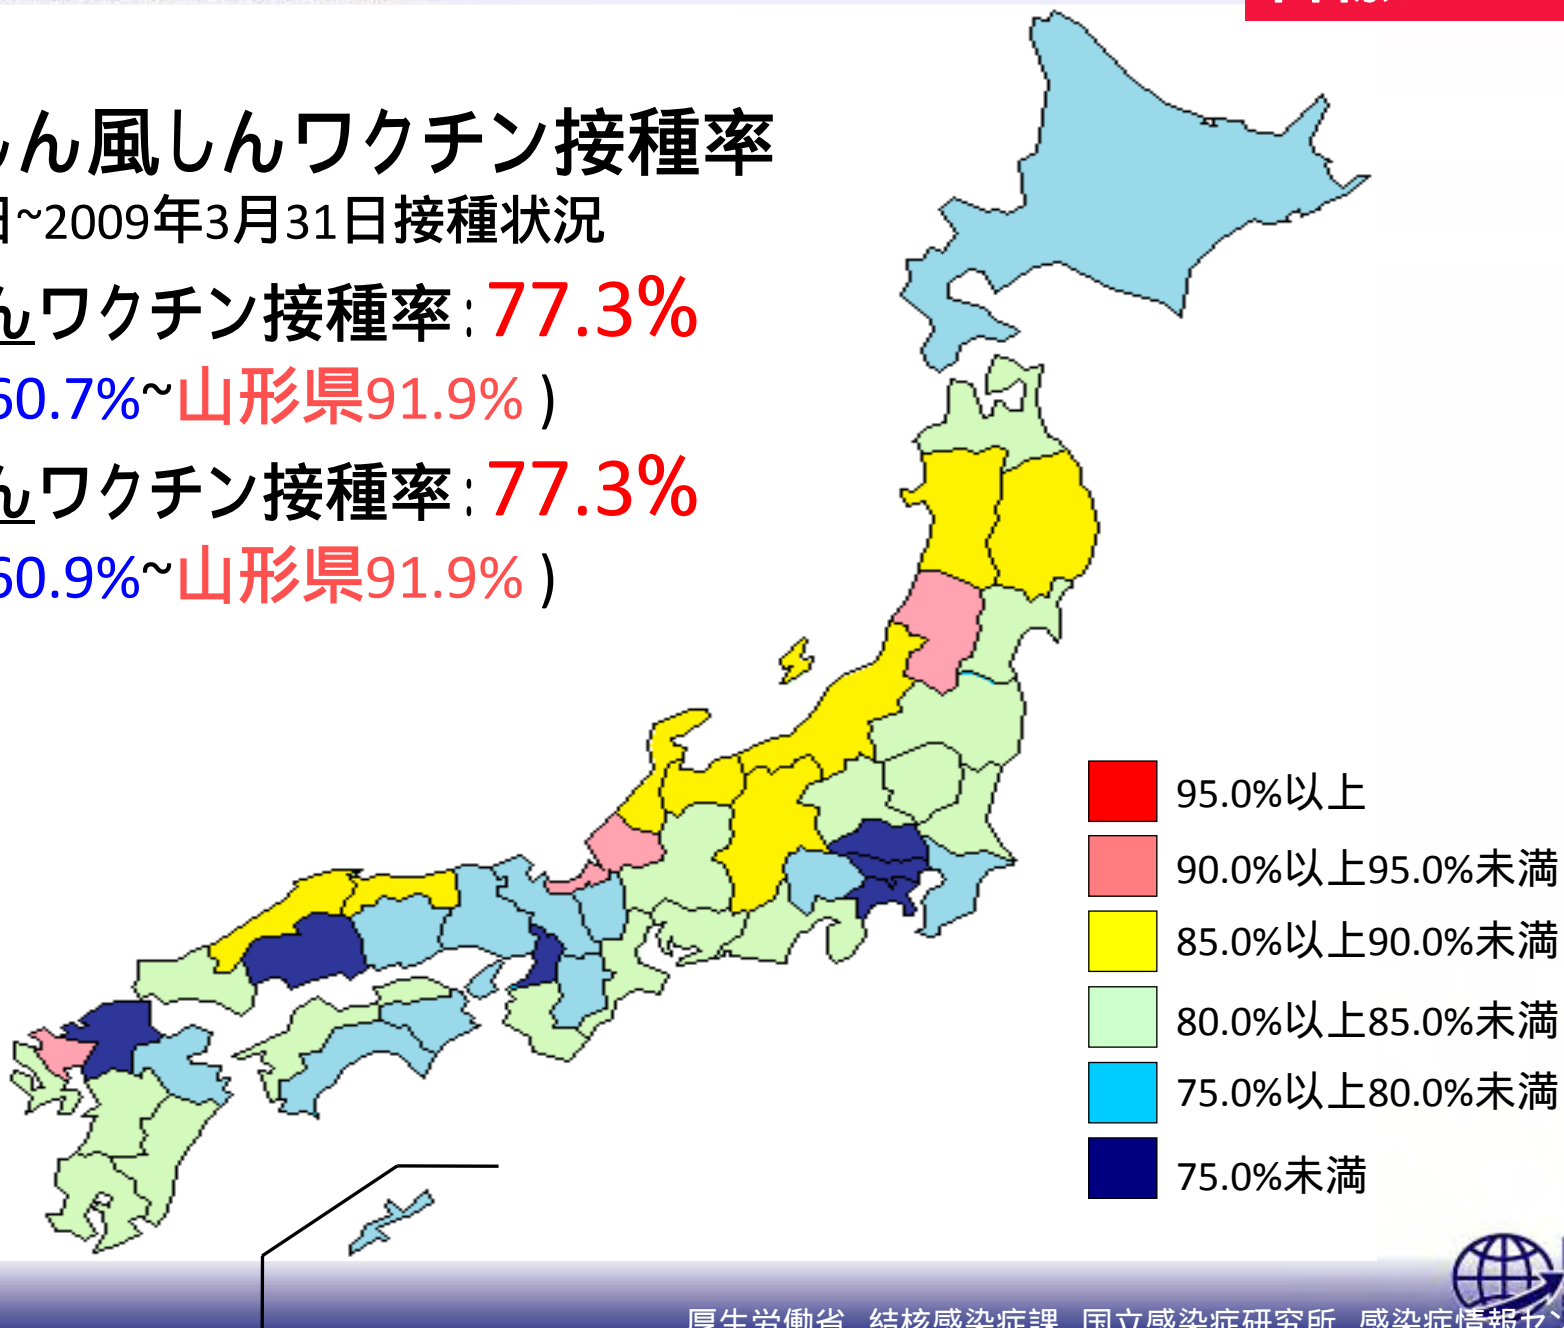 しん風しんワクチン接種率
日~2009年3月31日接種状況
んワクチン接種率:77.3%
60.7%~山形県91.9% )
んワクチン接種率:77.3%
60.9%~山形県91.9% )
95.0%以上
90.0%以上95.0%未満
85.0%以上90.0%未満
80.0%以上85.0%未満
75.0%以上80.0%未満
75.0%未満
厚生労働省 結核感染症課 国立感染症研究所 感染症情報セン